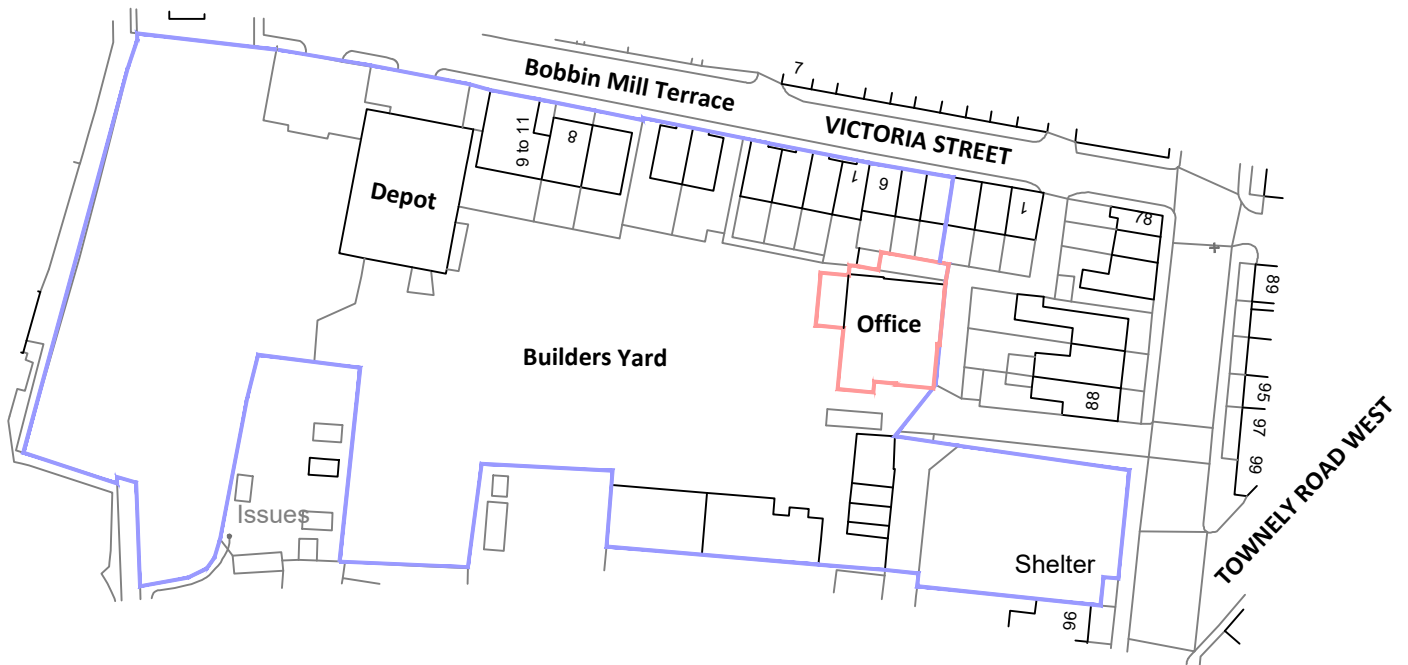 7
Bobbin Mill Terrace
VICTORIA STREET
9 to 11
8
1
6
1
78
Depot
89
Office
Builders Yard
95
88
97
99
TOWNELY ROAD WEST
Issues
Shelter
96